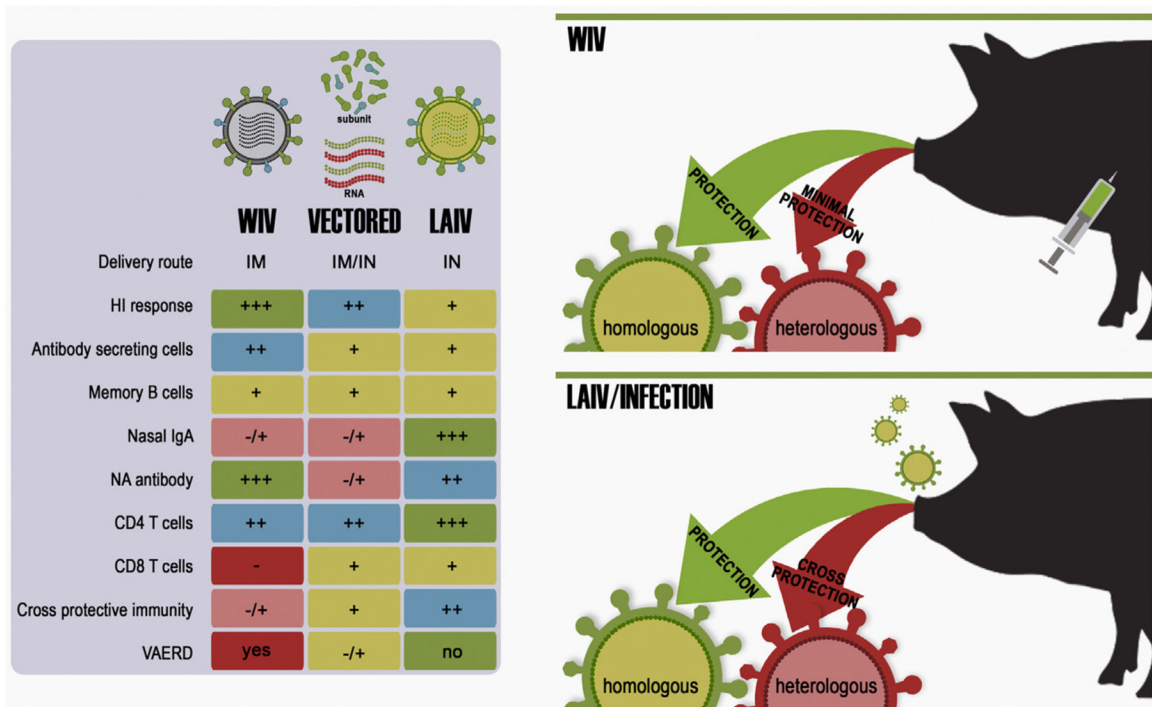 subunit
RNA
WIV VECTORED LAIV
Delivery route IM IM/IN IN
HI response +++ ++ +
Antibody secreting cells ++ + +
Memory B cells + + +
Nasal IgA -/+ -/+ +++
NA antibody +++ -/+ ++
CD4 T cells ++ ++ +++
CD8 T cells - + +
Cross protective immunity -/+ + ++
VAERD yes -/+ no
WIV
PROTECTION
MINIMAL
PROTECTION
homologous
heterologous
LAIV/INFECTION
PROTECTION
CROSS
PROTECTION
homologous
heterologous